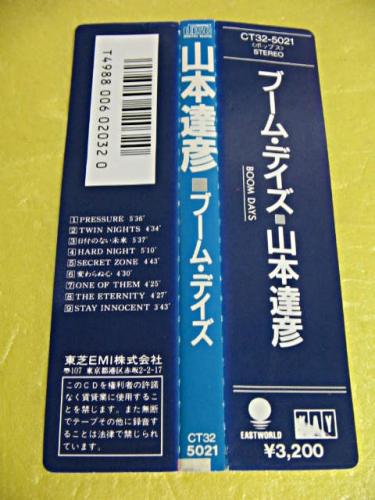 T4988 006 02032 0
1 PRESSURE 5'36"
2 TWIN NIGHTS 4'34"
3 日付のない未来 5'37"
4 HARD NIGHT 5'10"
5 SECRET ZONE 4'43"
6 変わらぬ心 4'30"
7 ONE OF THEM 4'25"
8 THE ETERNITY 4'27"
9 STAY INNOCENT 3'43"
東芝EMI株式会社
〒107 東京都港区赤坂2-2-17
このCDを権利者の許諾
なく賃貸業に使用するこ
とを禁じます。また無断
でテープその他に録音す
ることは法律で禁じられ
ています。
山本達彦■ブーム・デイズ
CT32
5021
CT32-5021
(ポップス)
STEREO
ブーム・デイズ■山本達彦
BOOM DAYS
EASTWORLD
¥3,200